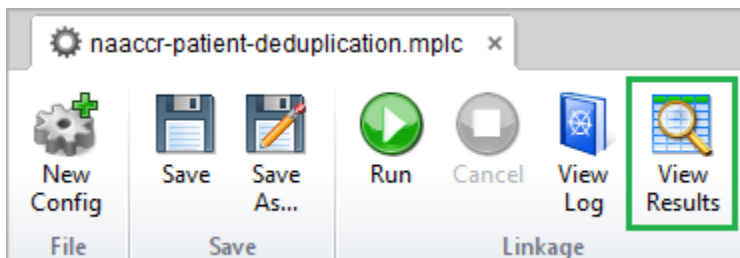 naaccr-patient-deduplication.mplc ×
New Config
Save
Save As...
Run
Cancel
View Log
View Results
File
Save
Linkage